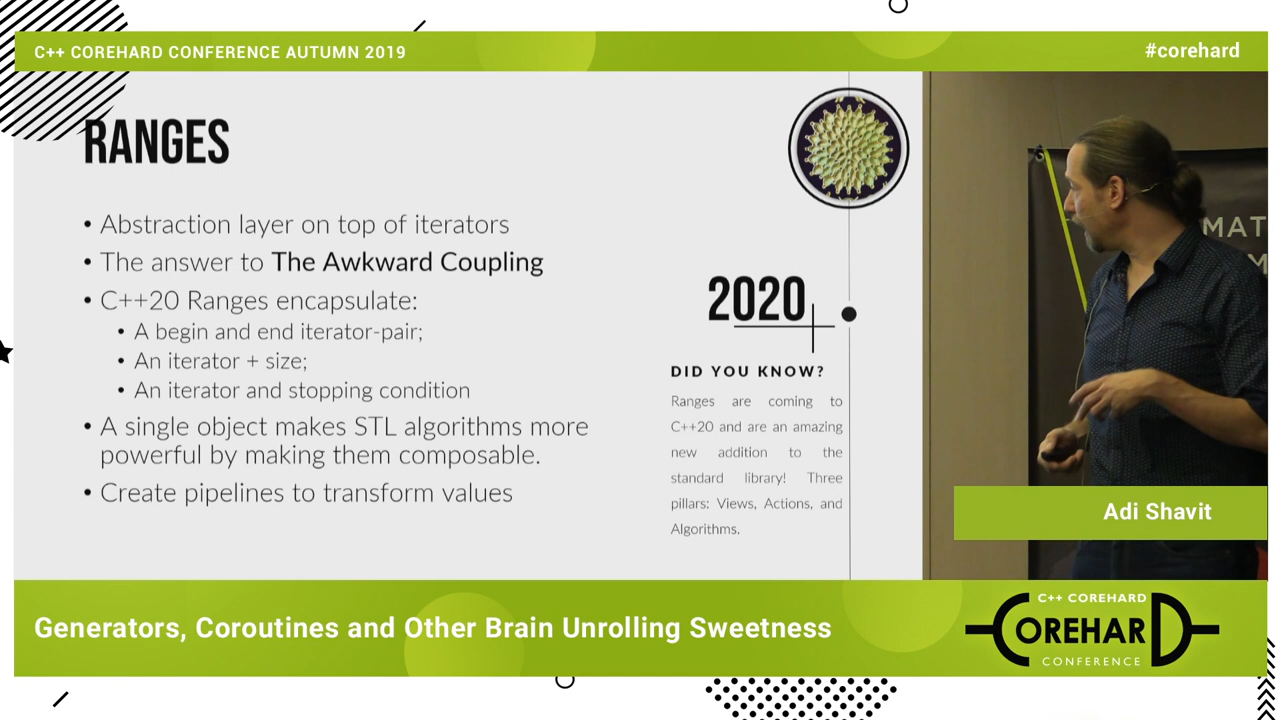 C++ COREHARD CONFERENCE AUTUMN 2019
#corehard
RANGES
• Abstraction layer on top of iterators
• The answer to The Awkward Coupling
• C++20 Ranges encapsulate:
• A begin and end iterator-pair;
• An iterator + size;
• An iterator and stopping condition
• A single object makes STL algorithms more
powerful by making them composable.
• Create pipelines to transform values
2020
DID YOU KNOW?
Ranges are coming to
C++20 and are an amazing
new addition to the
standard library! Three
pillars: Views, Actions, and
Algorithms.
MAT
Adi Shavit
Generators, Coroutines and Other Brain Unrolling Sweetness
C++ COREHARD
COREHARD
CONFERENCE